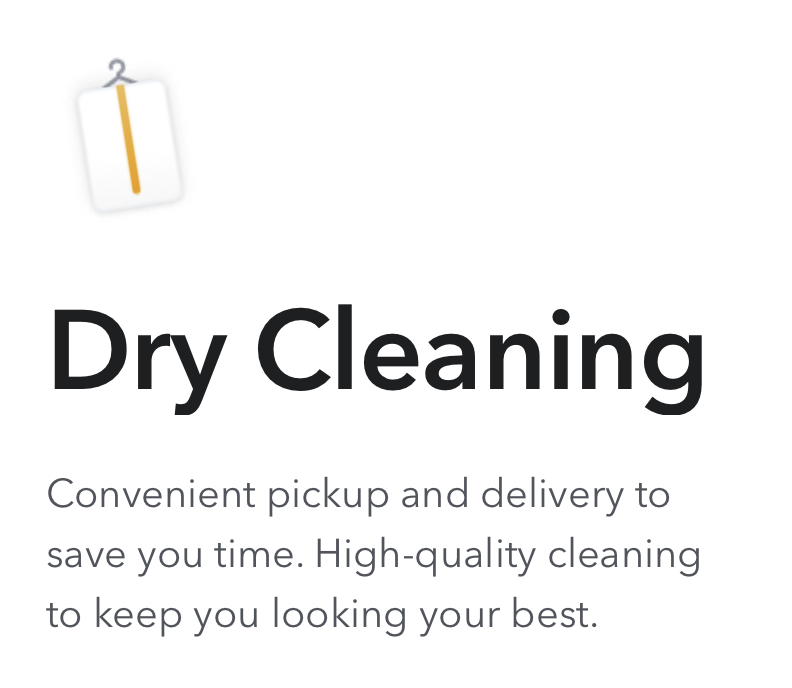 Dry Cleaning
Convenient pickup and delivery to
save you time. High-quality cleaning
to keep you looking your best.